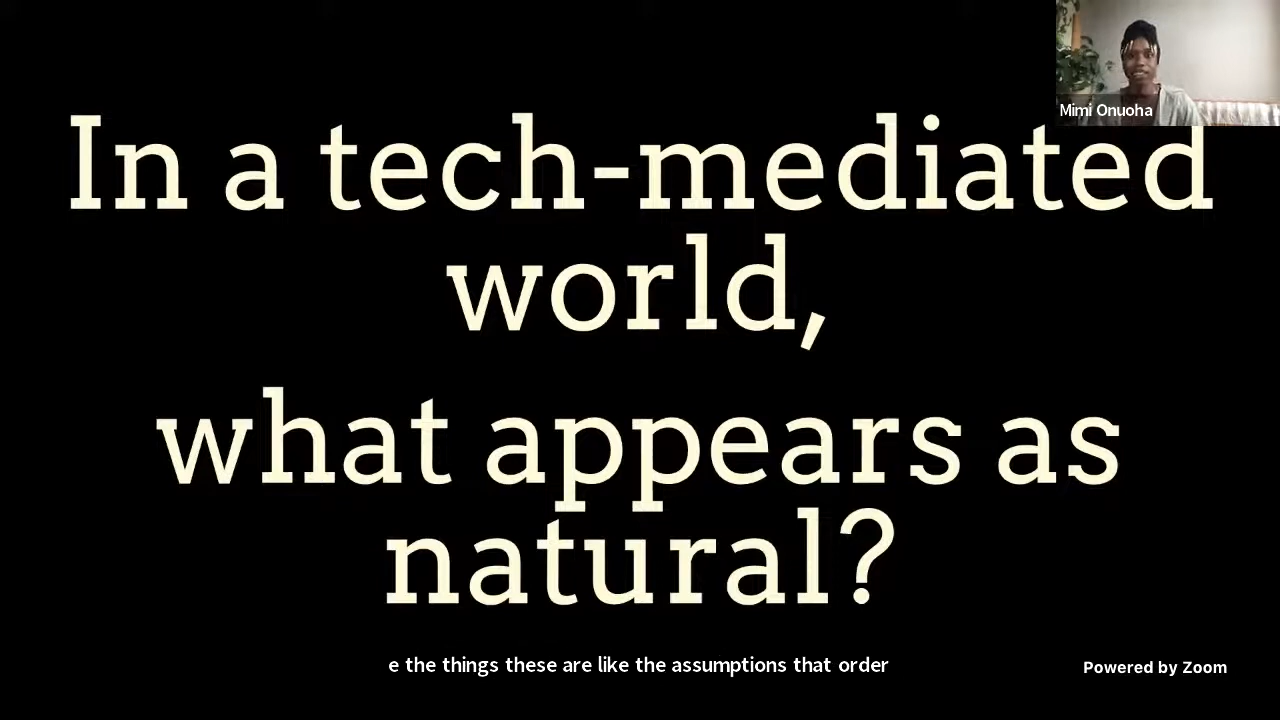 Mimi Onuoha
In a tech-mediated
world,
what appears as
natural?
e the things these are like the assumptions that order
Powered by Zoom